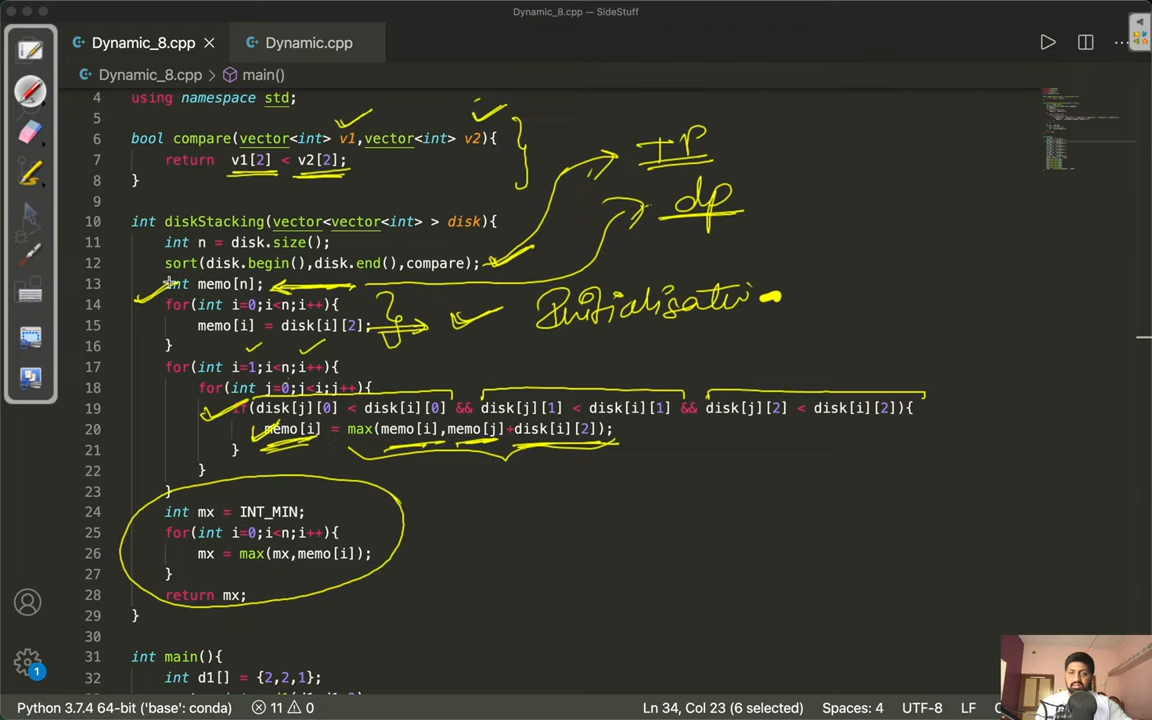 Dynamic_8.cpp — SideStuff
Dynamic_8.cpp × Dynamic.cpp
Dynamic_8.cpp > main()
4 using namespace std;
5
6 bool compare(vector<int> v1,vector<int> v2){
7 return v1[2] < v2[2];
8 }
9
10 int diskStacking(vector<vector<int> > disk){
11 int n = disk.size();
12 sort(disk.begin(),disk.end(),compare);
13 int memo[n];
14 for(int i=0;i<n;i++){
15 memo[i] = disk[i][2];
16 }
17 for(int i=1;i<n;i++){
18 for(int j=0;j<i;j++){
19 if(disk[j][0] < disk[i][0] && disk[j][1] < disk[i][1] && disk[j][2] < disk[i][2]){
20 memo[i] = max(memo[i],memo[j]+disk[i][2]);
21 }
22 }
23 }
24 int mx = INT_MIN;
25 for(int i=0;i<n;i++){
26 mx = max(mx,memo[i]);
27 }
28 return mx;
29 }
30
31 int main(){
32 int d1[] = {2,2,1};
I P
dp
Initialisati
Python 3.7.4 64-bit ('base': conda) 11 0 Ln 34, Col 23 (6 selected) Spaces: 4 UTF-8 LF
1